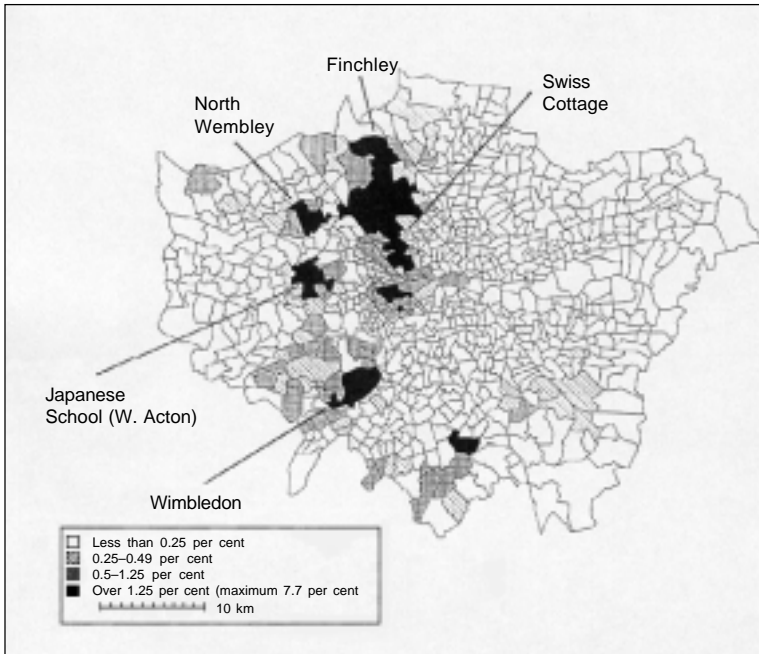 Finchley
Swiss
Cottage
North
Wembley
Japanese
School (W. Acton)
Wimbledon
Less than 0.25 per cent
0.25–0.49 per cent
0.5–1.25 per cent
Over 1.25 per cent (maximum 7.7 per cent
10 km